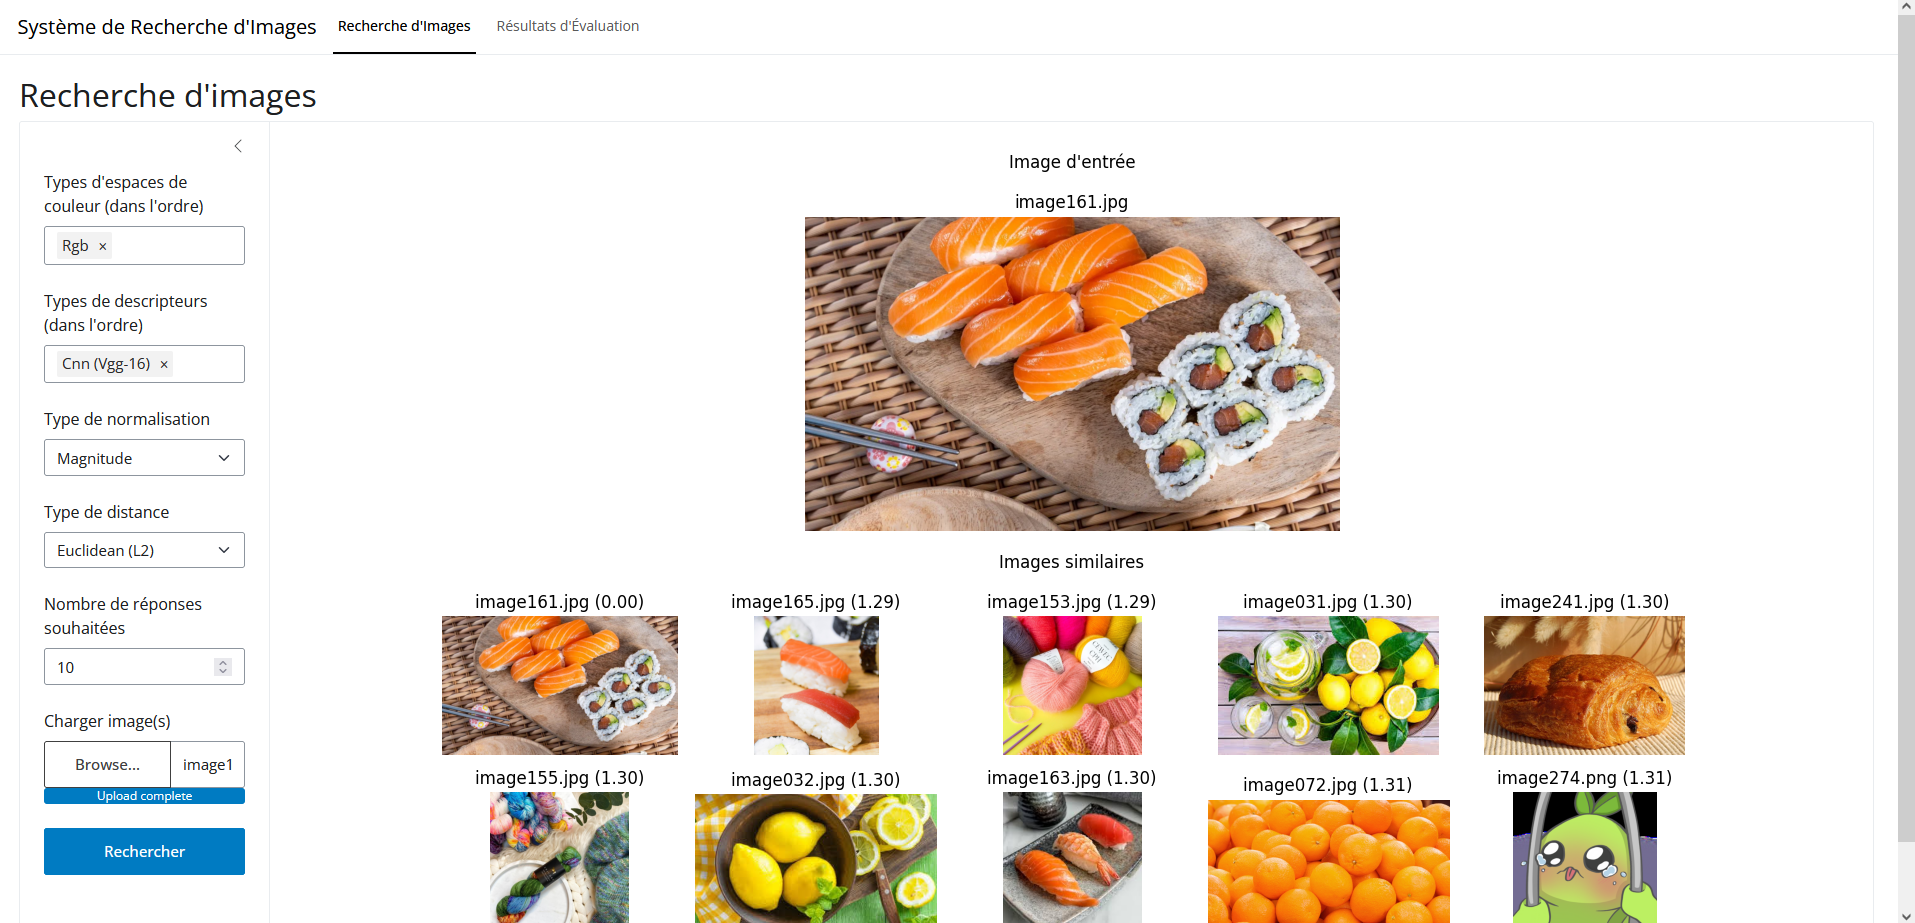 Système de Recherche d'Images
Recherche d'Images
Résultats d'Évaluation
Recherche d'images
Types d'espaces de
couleur (dans l'ordre)
Rgb ×
Types de descripteurs
(dans l'ordre)
Cnn (Vgg-16) ×
Type de normalisation
Magnitude
Type de distance
Euclidean (L2)
Nombre de réponses
souhaitées
10
Charger image(s)
Browse... image1
Upload complete
Rechercher
Image d'entrée
image161.jpg
Images similaires
image161.jpg (0.00)
image165.jpg (1.29)
image153.jpg (1.29)
image031.jpg (1.30)
image241.jpg (1.30)
image155.jpg (1.30)
image032.jpg (1.30)
image163.jpg (1.30)
image072.jpg (1.31)
image274.png (1.31)